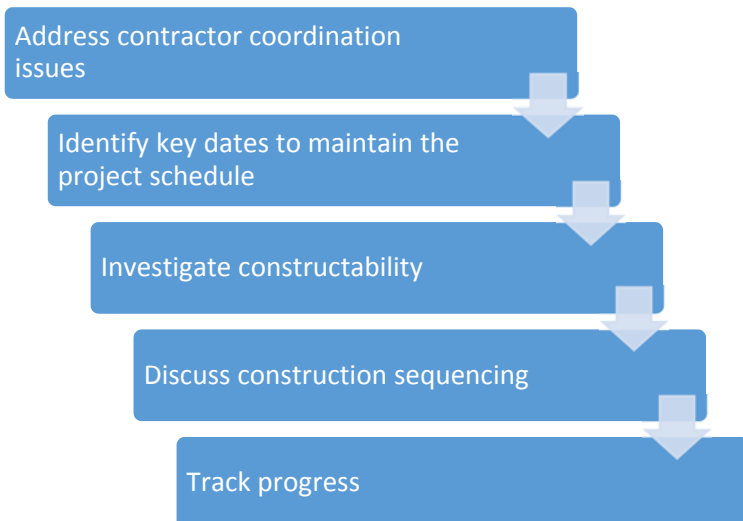 Address contractor coordination
issues
Identify key dates to maintain the
project schedule
Investigate constructability
Discuss construction sequencing
Track progress